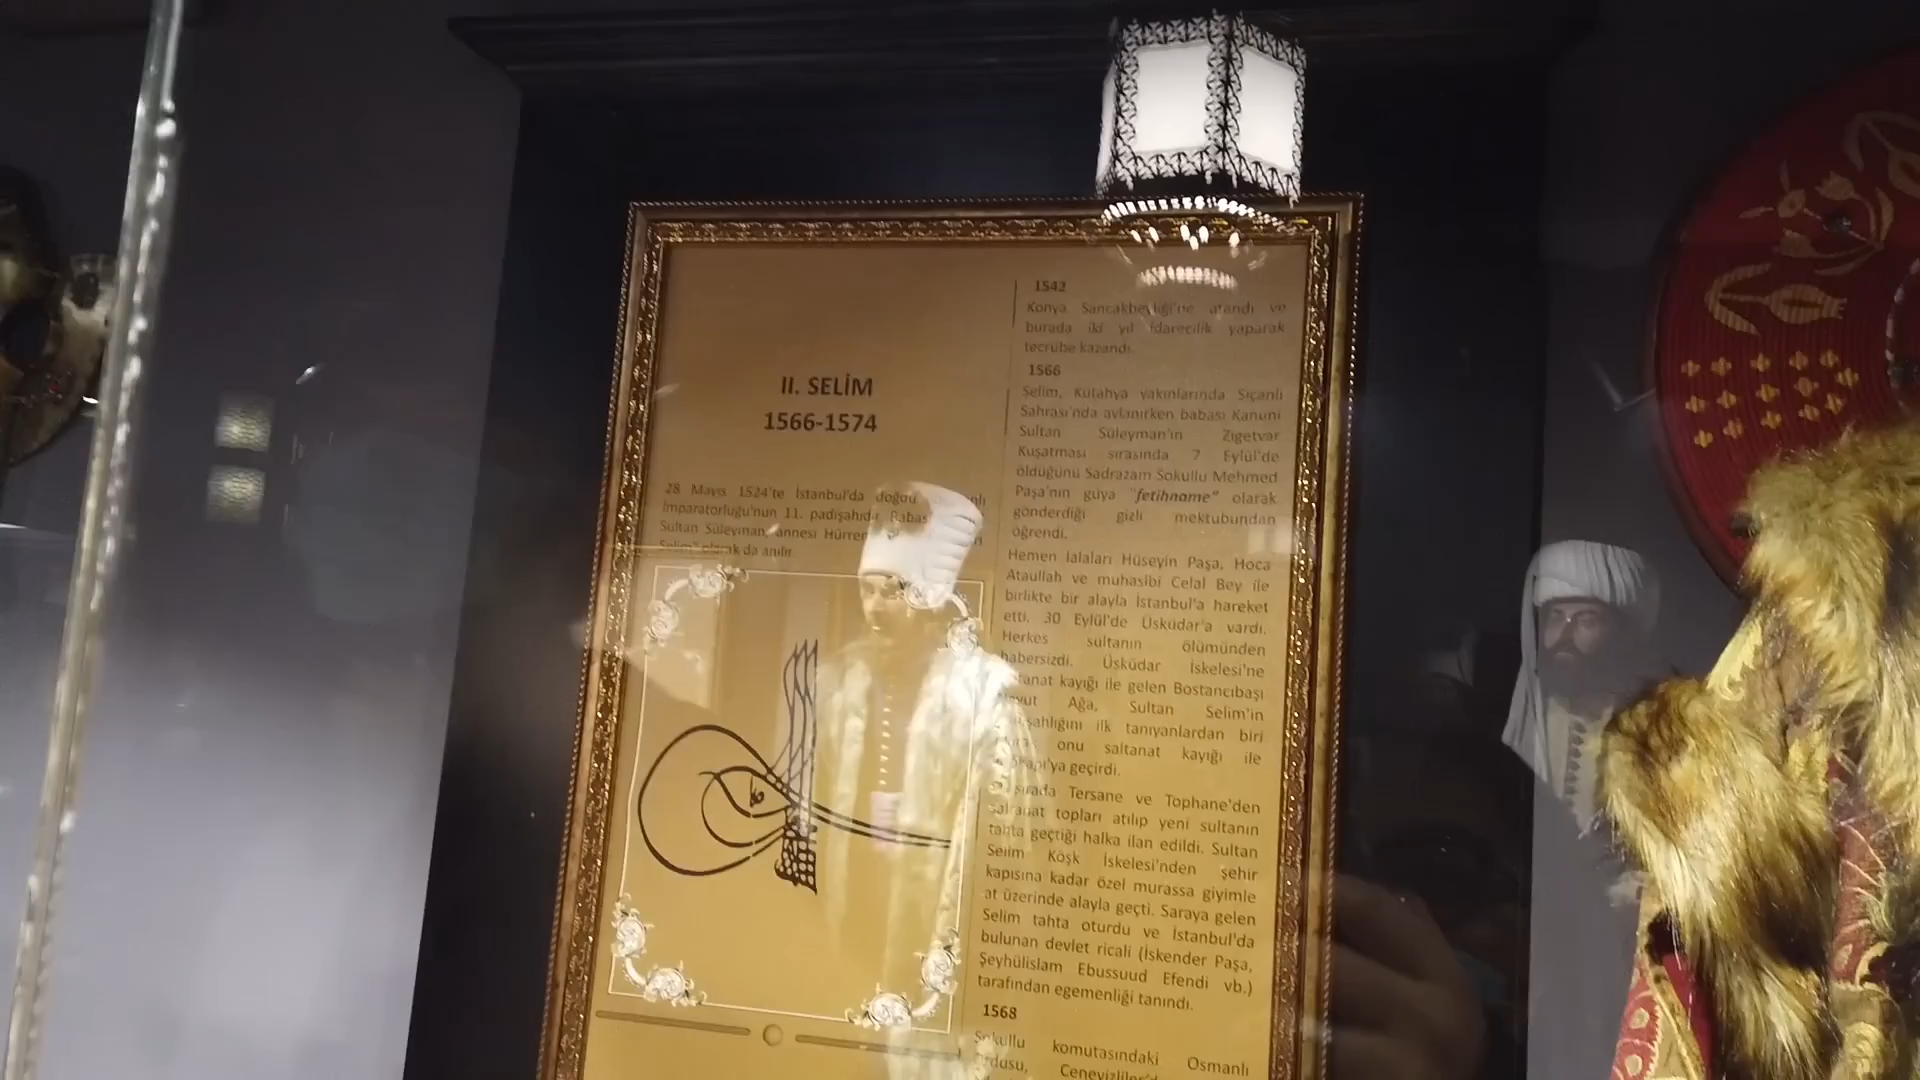 II. SELİM
1566-1574
28 Mayıs 1524'te İstanbul'da doğdu.
İmparatorluğu'nun 11. padişahıdır. Babası
Sultan Süleyman, annesi
Selim" olarak da anılır.
1542
Konya Sancakbeyliği'ne atandı ve
burada iki yıl idarecilik yaparak
tecrübe kazandı.
1566
Selim, Kütahya yakınlarında Sıçanlı
Sahrası'nda avlanırken babası Kanuni
Sultan Süleyman'ın Zigetvar
Kuşatması sırasında 7 Eylül'de
öldüğünü Sadrazam Sokullu Mehmed
Paşa'nın güya "fetihname" olarak
gönderdiği gizli mektubundan
öğrendi.
Hemen lalaları Hüseyin Paşa, Hoca
Ataullah ve muhasibi Celal Bey ile
birlikte bir alayla İstanbul'a hareket
etti. 30 Eylül'de Üsküdar'a vardı.
Herkes sultanın ölümünden
habersizdi. Üsküdar İskelesi'ne
kayığı ile gelen Bostancıbaşı
Ağa, Sultan Selim'in
ilk tanıyanlardan biri
onu saltanat kayığı ile
geçirdi.
sırada Tersane ve Tophane'den
saltanat topları atılıp yeni sultanın
tahta geçtiği halka ilan edildi. Sultan
Selim Köşk İskelesi'nden şehir
kapısına kadar özel murassa giyimle
at üzerinde alayla geçti. Saraya gelen
Selim tahta oturdu ve İstanbul'da
bulunan devlet ricali (İskender Paşa,
Şeyhülislam Ebussuud Efendi vb.)
tarafından egemenliği tanındı.
1568
Sokullu komutasındaki Osmanlı